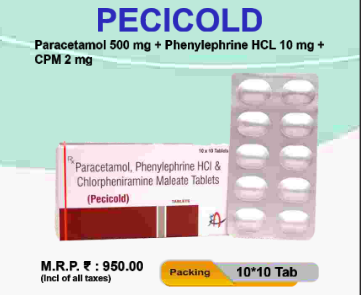 PECICOLD
Paracetamol 500 mg + Phenylephrine HCL 10 mg +
CPM 2 mg
10 x 10 Tablets
Rx
Paracetamol, Phenylephrine HCl &
Chlorpheniramine Maleate Tablets
(Pecicold)
TABLETS
M.R.P. ₹ : 950.00
(Incl of all taxes)
Packing
10*10 Tab